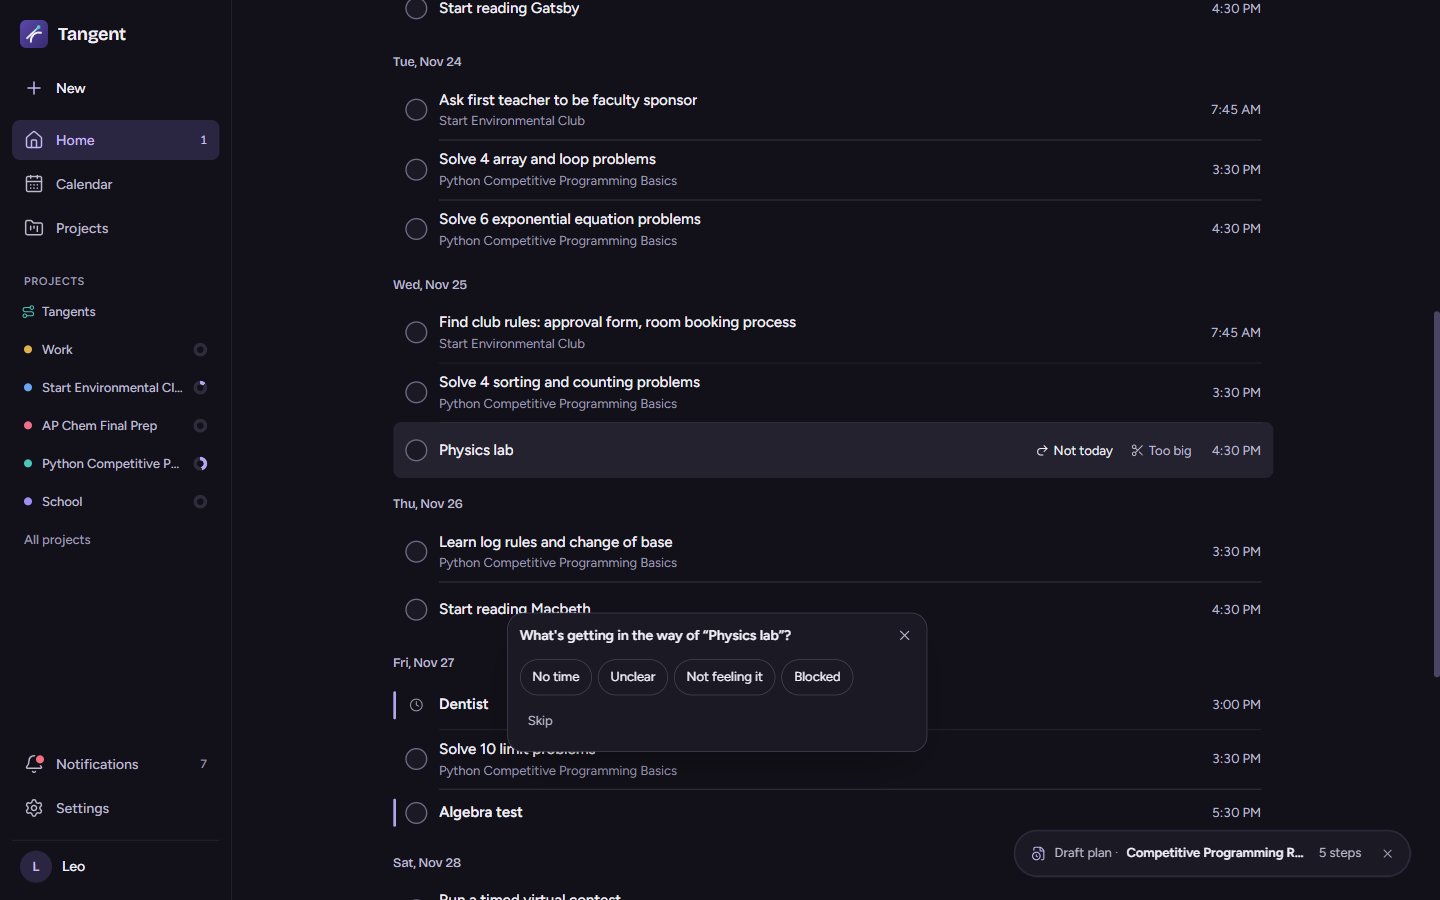 Tangent
New
Home 1
Calendar
Projects
PROJECTS
Tangents
Work
Start Environmental Cl...
AP Chem Final Prep
Python Competitive P...
School
All projects
Notifications 7
Settings
L Leo
Start reading Gatsby 4:30 PM
Tue, Nov 24
Ask first teacher to be faculty sponsor 7:45 AM
Start Environmental Club
Solve 4 array and loop problems 3:30 PM
Python Competitive Programming Basics
Solve 6 exponential equation problems 4:30 PM
Python Competitive Programming Basics
Wed, Nov 25
Find club rules: approval form, room booking process 7:45 AM
Start Environmental Club
Solve 4 sorting and counting problems 3:30 PM
Python Competitive Programming Basics
Physics lab Not today Too big 4:30 PM
Thu, Nov 26
Learn log rules and change of base 3:30 PM
Python Competitive Programming Basics
Start reading Macbeth 4:30 PM
What's getting in the way of “Physics lab”?
No time Unclear Not feeling it Blocked
Skip
Fri, Nov 27
Dentist 3:00 PM
Solve 10 limit problems 3:30 PM
Python Competitive Programming Basics
Algebra test 5:30 PM
Draft plan · Competitive Programming R... 5 steps
Sat, Nov 28
Run a timed virtual contest